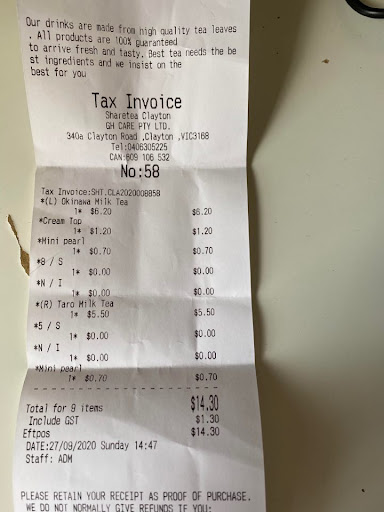 Our drinks are made from high quality tea leaves
. All products are 100% guaranteed
to arrive fresh and tasty. Best tea needs the be
st ingredients and we insist on the
best for you
Tax Invoice
Sharetea Clayton
GH CARE PTY LTD.
340a Clayton Road ,Clayton ,VIC3168
Tel:0406305225
CAN:609 106 532
No:58
Tax Invoice:SHT.CLA2020008858
*(L) Okinawa Milk Tea
1* $6.20 $6.20
*Cream Top
1* $1.20 $1.20
*Mini pearl
1* $0.70 $0.70
*8 / S
1* $0.00 $0.00
*N / I
1* $0.00 $0.00
*(R) Taro Milk Tea
1* $5.50 $5.50
*5 / S
1* $0.00 $0.00
*N / I
1* $0.00 $0.00
*Mini pearl
1* $0.70 $0.70
Total for 9 items $14.30
Include GST $1.30
Eftpos $14.30
DATE:27/09/2020 Sunday 14:47
Staff: ADM
PLEASE RETAIN YOUR RECEIPT AS PROOF OF PURCHASE.
WE DO NOT NORMALLY GIVE REFUNDS IF YOU: